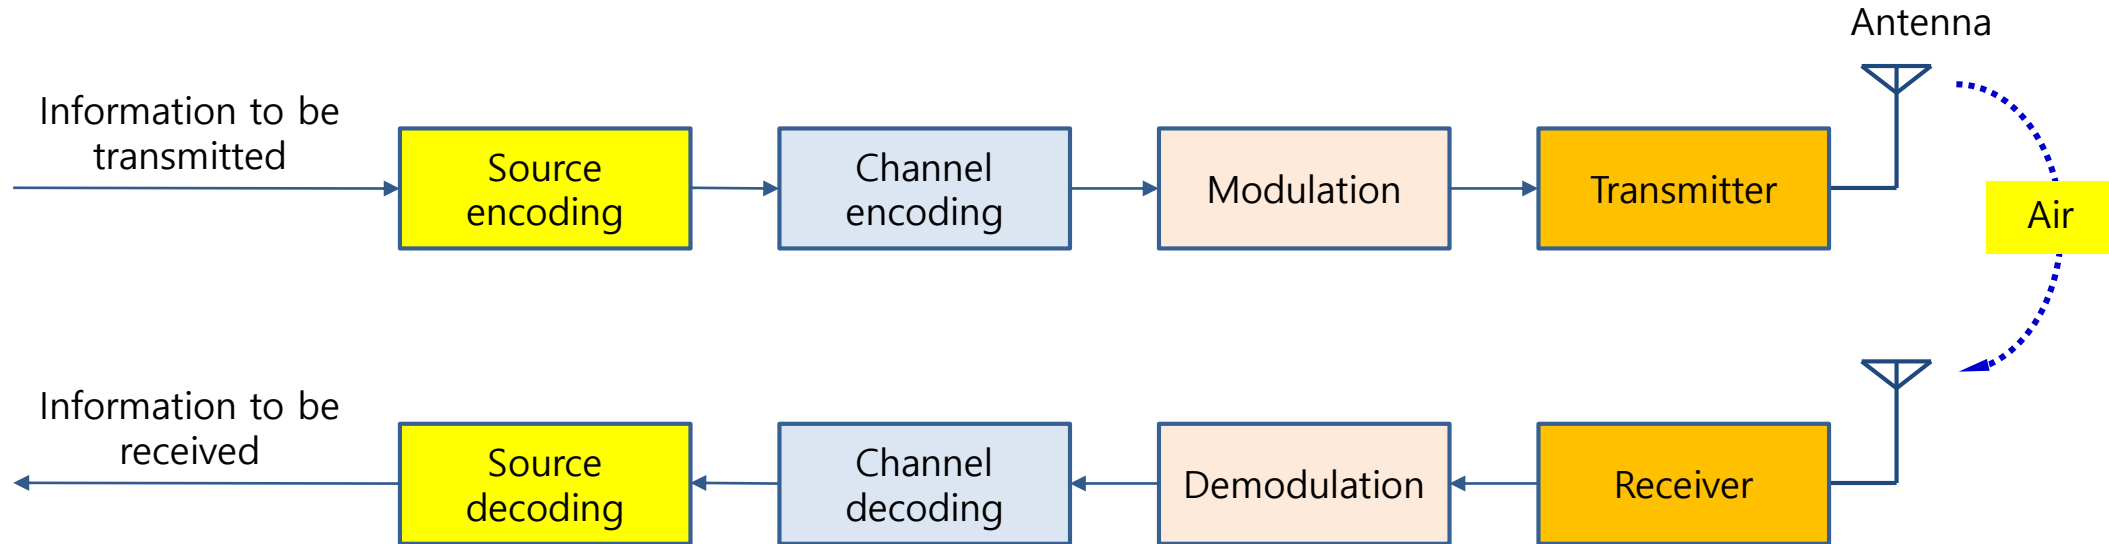 Antenna
Information to be
transmitted
Source
encoding
Channel
encoding
Modulation
Transmitter
Air
Information to be
received
Source
decoding
Channel
decoding
Demodulation
Receiver